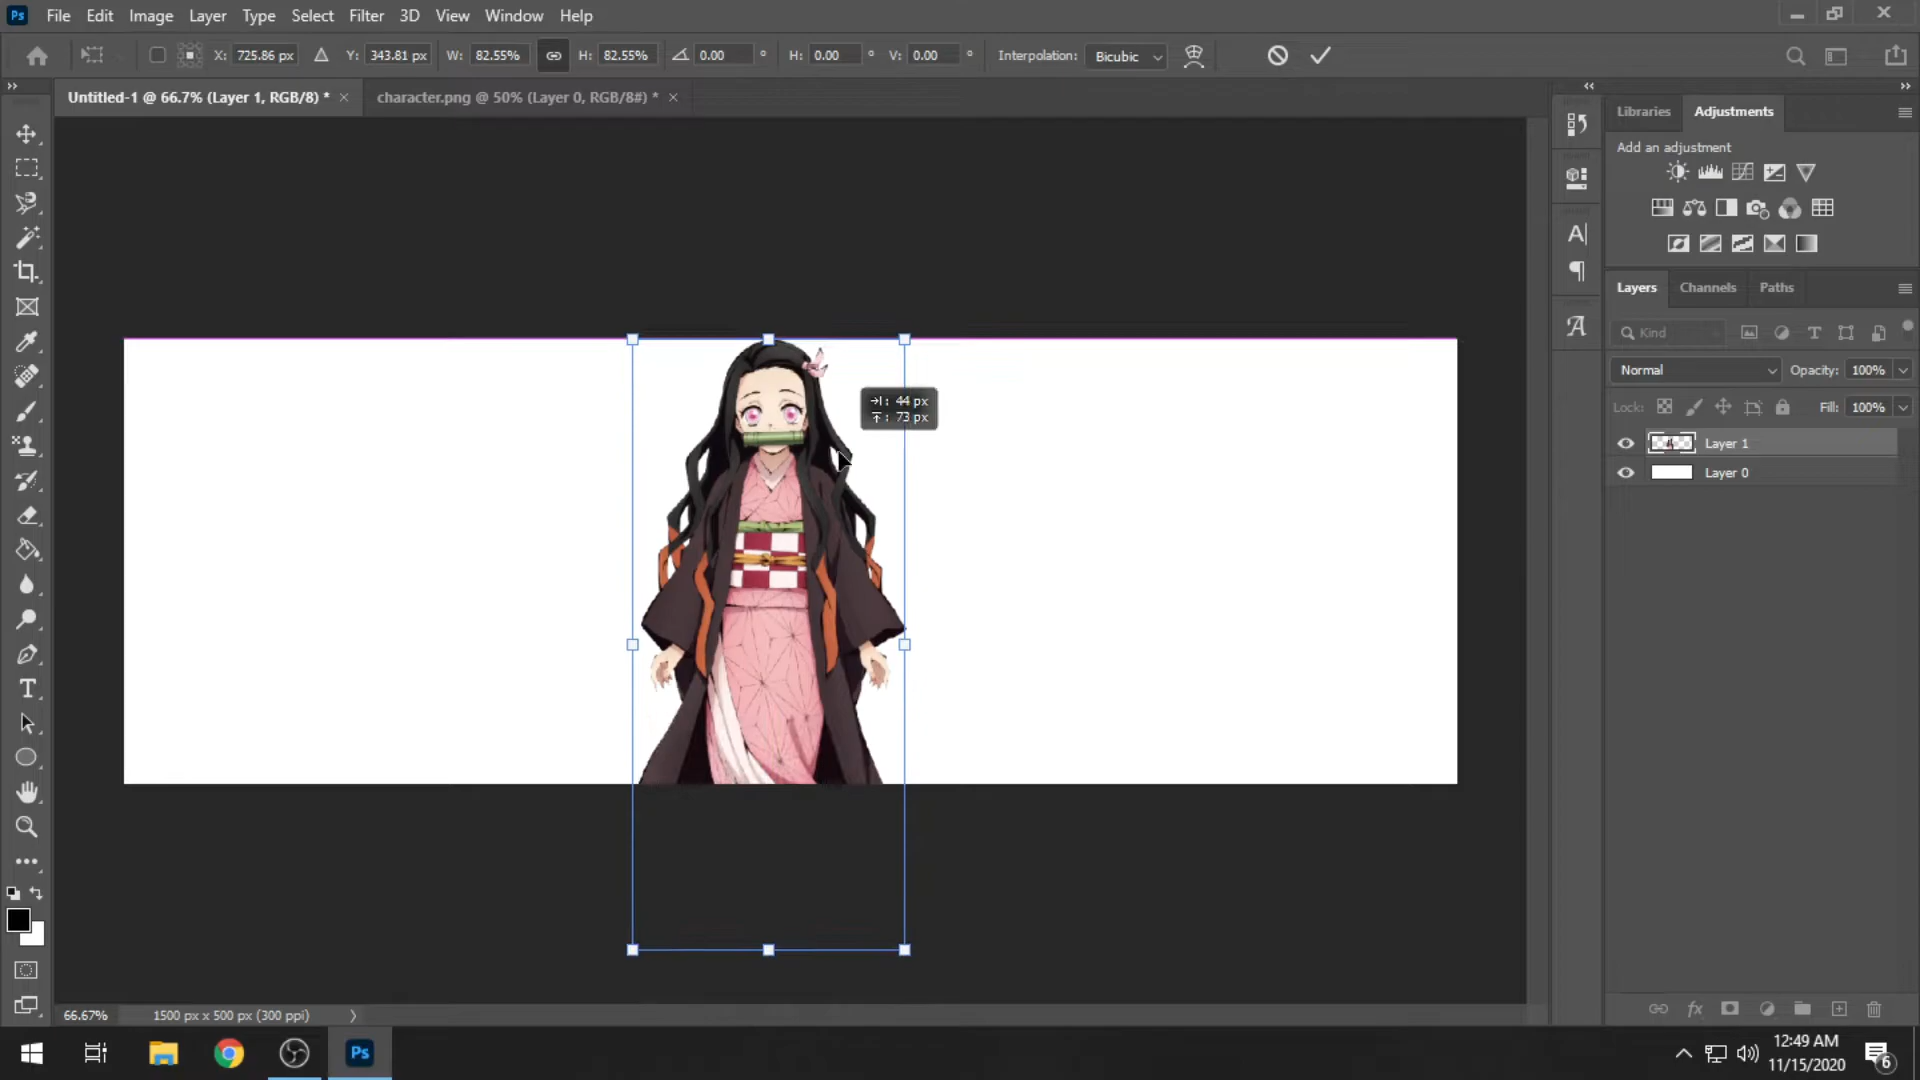 Ps File Edit Image Layer Type Select Filter 3D View Window Help
X: 725.86 px Y: 343.81 px W: 82.55% H: 82.55% 0.00 ° H: 0.00 ° V: 0.00 ° Interpolation: Bicubic
Untitled-1 @ 66.7% (Layer 1, RGB/8) * × character.png @ 50% (Layer 0, RGB/8#) * ×
Libraries Adjustments
Add an adjustment
Layers Channels Paths
Kind
Normal Opacity: 100%
Lock: Fill: 100%
Layer 1
Layer 0
: 44 px
: 73 px
66.67% 1500 px x 500 px (300 ppi)
Ps
12:49 AM
11/15/2020
6